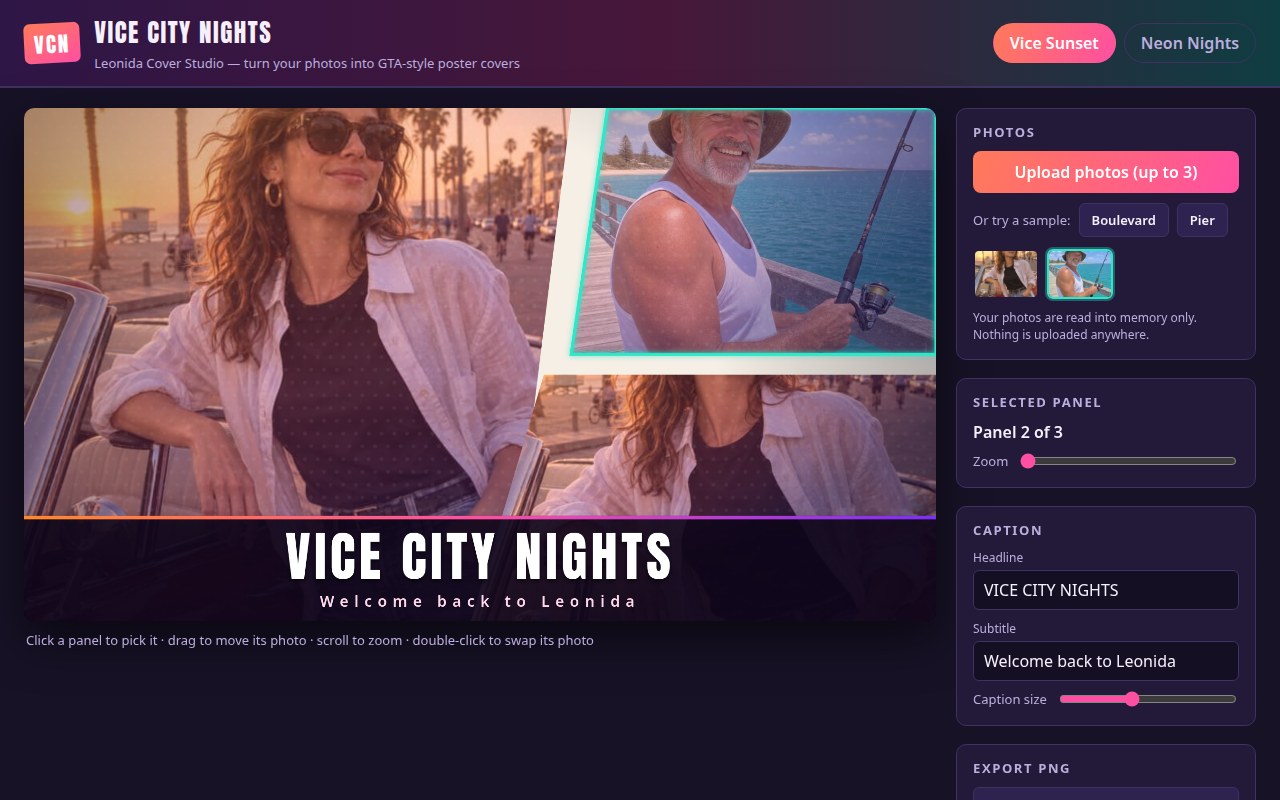 VCN
VICE CITY NIGHTS
Leonida Cover Studio — turn your photos into GTA-style poster covers
Vice Sunset
Neon Nights
VICE CITY NIGHTS
Welcome back to Leonida
Click a panel to pick it · drag to move its photo · scroll to zoom · double-click to swap its photo
PHOTOS
Upload photos (up to 3)
Or try a sample:
Boulevard
Pier
Your photos are read into memory only.
Nothing is uploaded anywhere.
SELECTED PANEL
Panel 2 of 3
Zoom
CAPTION
Headline
VICE CITY NIGHTS
Subtitle
Welcome back to Leonida
Caption size
EXPORT PNG